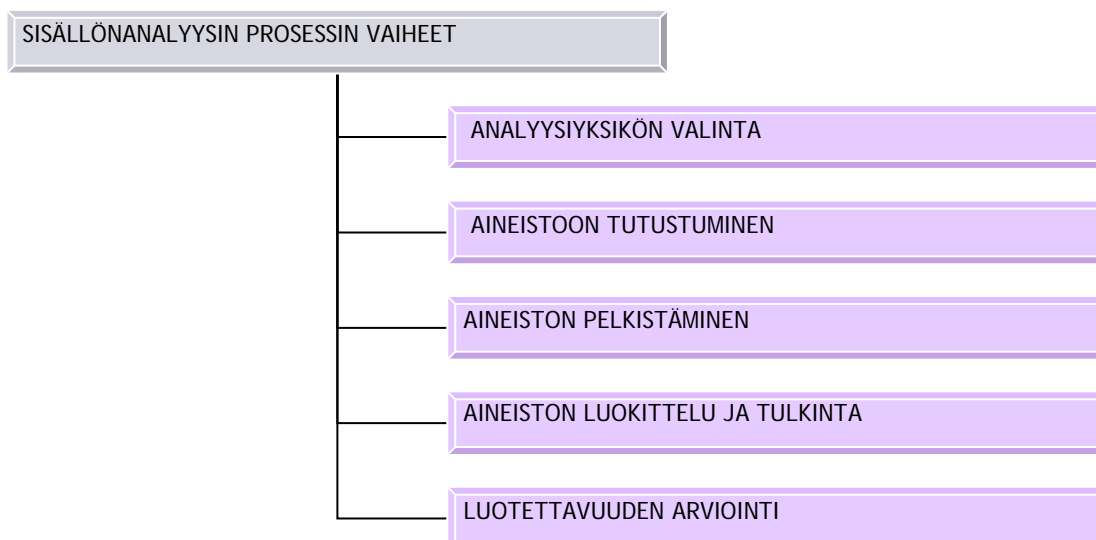 SISÄLLÖNANALYYSIN PROSESSIN VAIHEET
ANALYYSIYKSIKÖN VALINTA
AINEISTOON TUTUSTUMINEN
AINEISTON PELKISTÄMINEN
AINEISTON LUOKITTELU JA TULKINTA
LUOTETTAVUUDEN ARVIOINTI